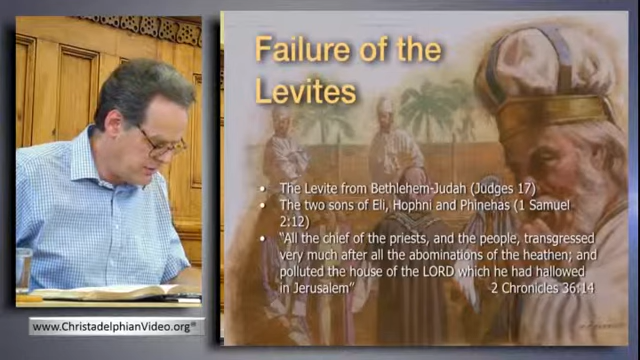 Failure of the
Levites
• The Levite from Bethlehem-Judah (Judges 17)
• The two sons of Eli, Hophni and Phinehas (1 Samuel
2:12)
• “All the chief of the priests, and the people, transgressed
very much after all the abominations of the heathen; and
polluted the house of the LORD which he had hallowed
in Jerusalem” 2 Chronicles 36:14
www.ChristadelphianVideo.org®